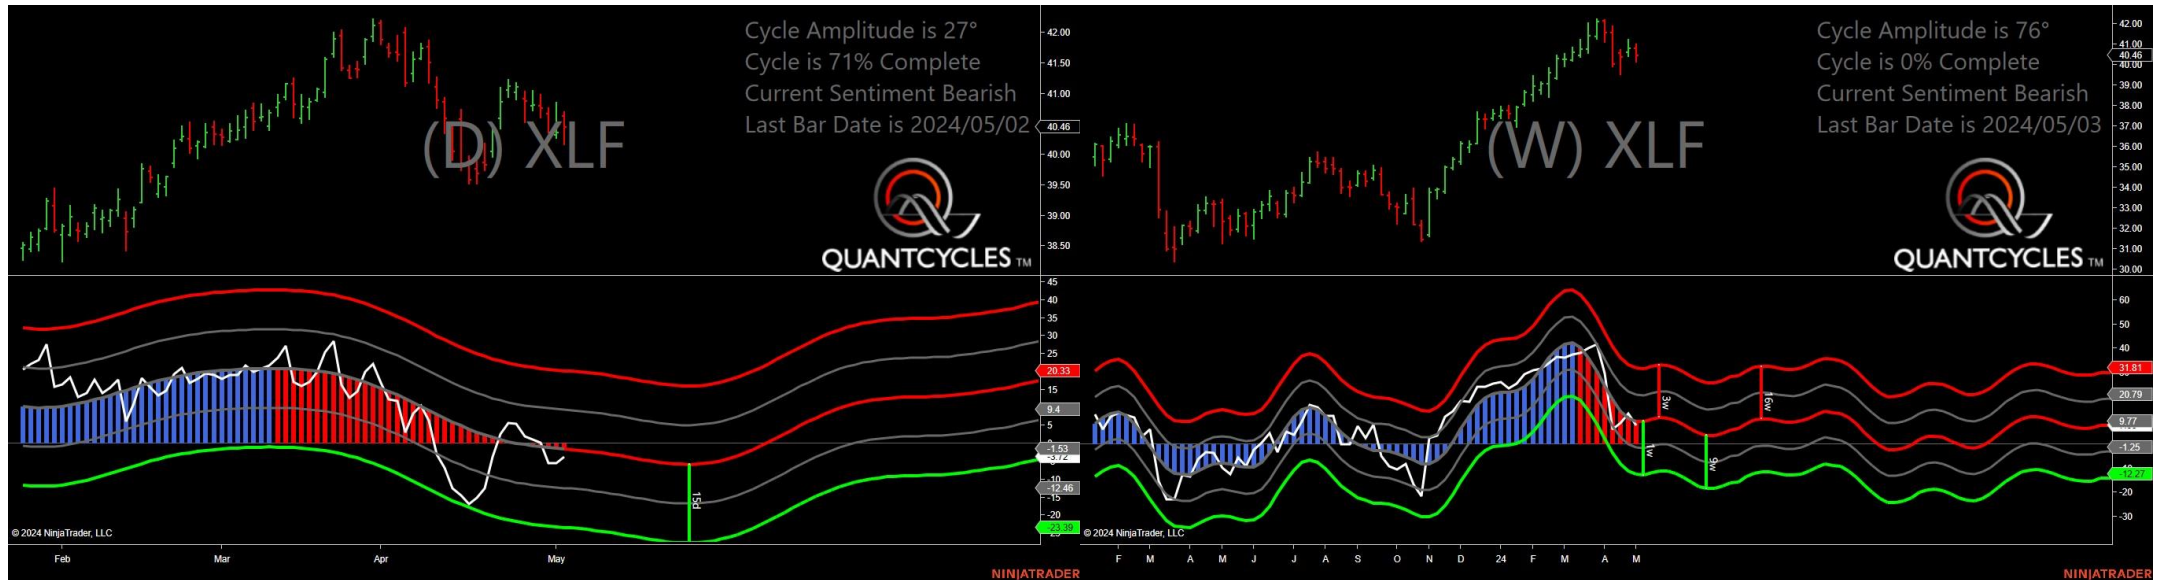 Cycle Amplitude is 27°
Cycle is 71% Complete
Current Sentiment Bearish
Last Bar Date is 2024/05/02
(D) XLF
QUANTCYCLES TM
42.00
41.50
41.00
40.46
40.00
39.50
39.00
38.50
45
40
35
30
25
20.33
15
9.4
5
-1.53
-3.72
-10
-12.46
-15
-20
-23.39
15d
© 2024 NinjaTrader, LLC
Feb Mar Apr May
NINJATRADER
Cycle Amplitude is 76°
Cycle is 0% Complete
Current Sentiment Bearish
Last Bar Date is 2024/05/03
(W) XLF
QUANTCYCLES TM
42.00
41.00
40.46
40.00
39.00
38.00
37.00
36.00
35.00
34.00
33.00
32.00
31.00
30.00
60
50
40
31.81
20.79
9.77
-1.25
-12.27
-20
-30
3w
16w
1w
9w
© 2024 NinjaTrader, LLC
F M A M J J A S O N D 24 F M A M
NINJATRADER